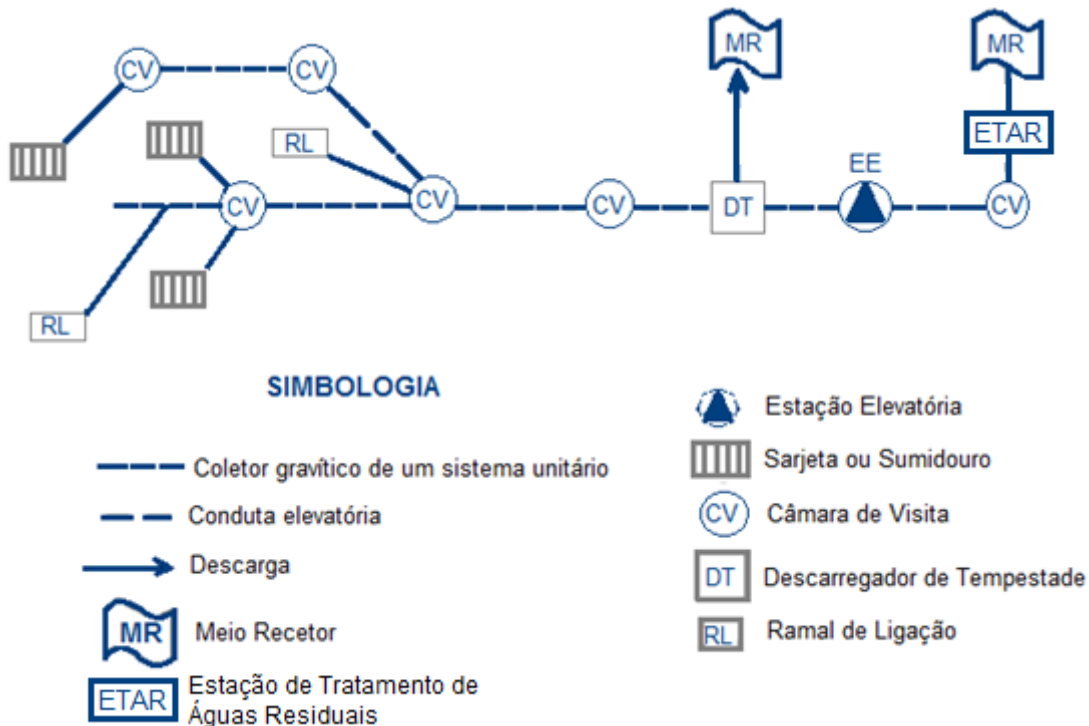 MR
MR
CV
CV
ETAR
RL
EE
CV
CV
CV
DT
CV
RL
SIMBOLOGIA
Coletor gravítico de um sistema unitário
Conduta elevatória
Descarga
MR Meio Recetor
ETAR Estação de Tratamento de
Águas Residuais
Estação Elevatória
Sarjeta ou Sumidouro
CV Câmara de Visita
DT Descarregador de Tempestade
RL Ramal de Ligação